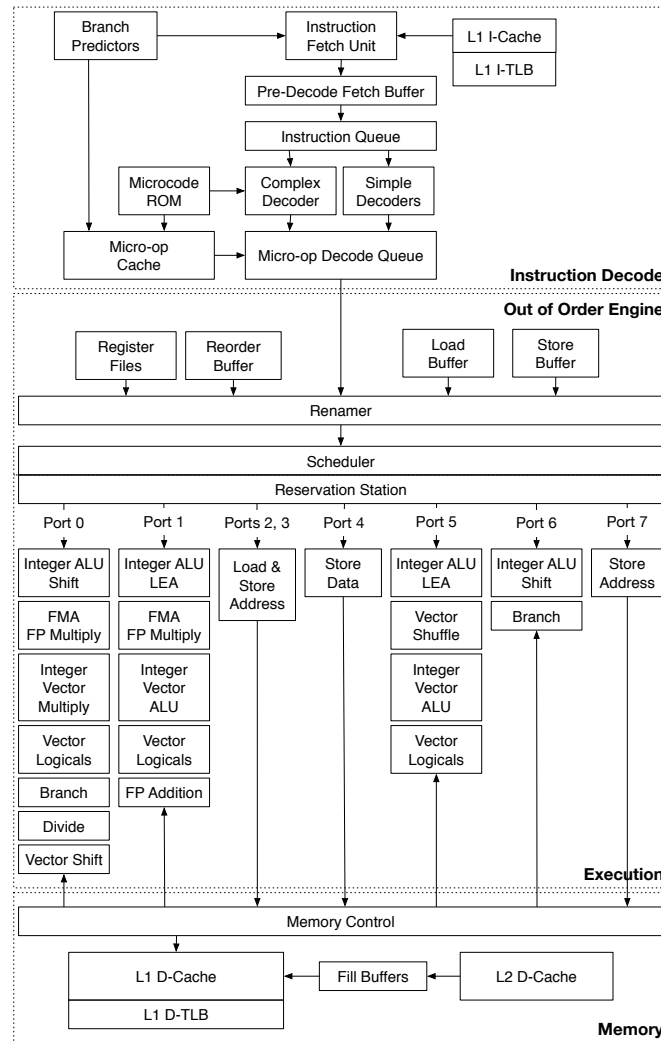 Branch
Predictors
Instruction
Fetch Unit
L1 I-Cache
L1 I-TLB
Pre-Decode Fetch Buffer
Instruction Queue
Microcode
ROM
Complex
Decoder
Simple
Decoders
Micro-op
Cache
Micro-op Decode Queue
Instruction Decode
Out of Order Engine
Register
Files
Reorder
Buffer
Load
Buffer
Store
Buffer
Renamer
Scheduler
Reservation Station
Port 0
Port 1
Ports 2, 3
Port 4
Port 5
Port 6
Port 7
Integer ALU
Shift
FMA
FP Multiply
Integer
Vector
Multiply
Vector
Logicals
Branch
Divide
Vector Shift
Integer ALU
LEA
FMA
FP Multiply
Integer
Vector
ALU
Vector
Logicals
FP Addition
Load &
Store
Address
Store
Data
Integer ALU
LEA
Vector
Shuffle
Integer
Vector
ALU
Vector
Logicals
Integer ALU
Shift
Branch
Store
Address
Execution
Memory Control
L1 D-Cache
L1 D-TLB
Fill Buffers
L2 D-Cache
Memory